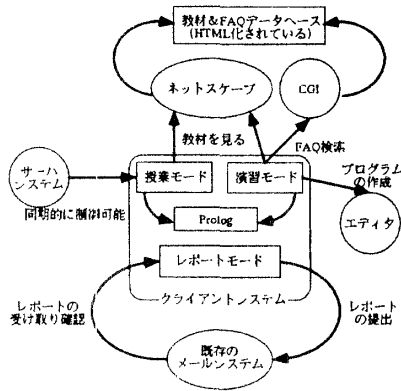 教材＆FAQデータベース
(HTML化されている)
ネットスケープ
CGI
教材を見る
FAQ検索
サーバ
システム
授業モード
演習モード
プログラム
の作成
同期的に制御可能
Prolog
エディタ
レポートモード
クライアントシステム
レポートの
受け取り確認
レポート
の提出
既存の
メールシステム